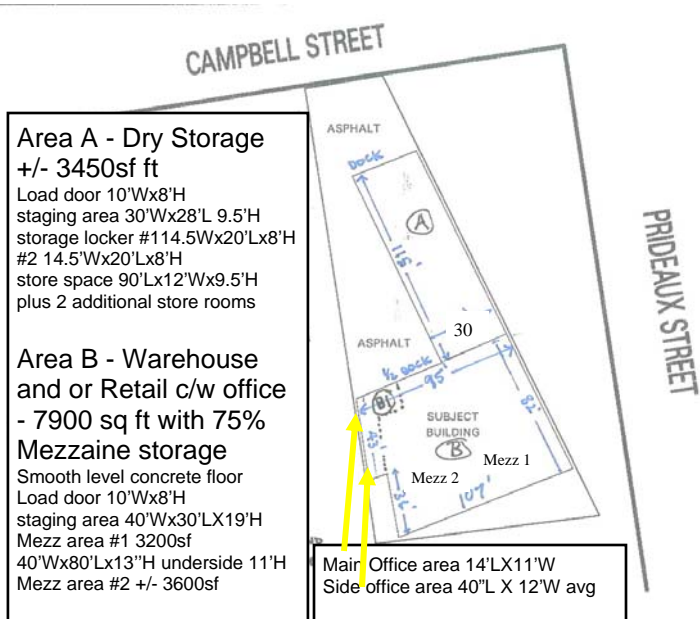 CAMPBELL STREET
PRIDEAUX STREET
Area A - Dry Storage
+/- 3450sf ft
Load door 10'Wx8'H
staging area 30'Wx28'L 9.5'H
storage locker #114.5Wx20'Lx8'H
#2 14.5'Wx20'Lx8'H
store space 90'Lx12'Wx9.5'H
plus 2 additional store rooms
Area B - Warehouse
and or Retail c/w office
- 7900 sq ft with 75%
Mezzaine storage
Smooth level concrete floor
Load door 10'Wx8'H
staging area 40'Wx30'LX19'H
Mezz area #1 3200sf
40'Wx80'Lx13''H underside 11'H
Mezz area #2 +/- 3600sf
ASPHALT
DOCK
A
115'
30
ASPHALT
1/2 DOCK
95'
B1
82'
43'
SUBJECT
BUILDING
B
Mezz 1
Mezz 2
107'
Main Office area 14'LX11'W
Side office area 40"L X 12'W avg